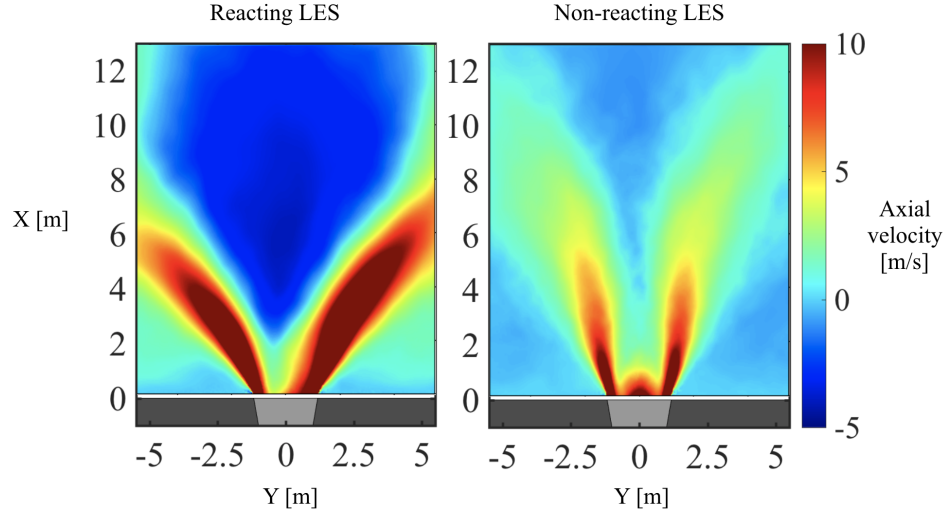 Reacting LES
Non-reacting LES
12
10
8
6
4
2
0
X [m]
-5 -2.5 0 2.5 5
Y [m]
12
10
8
6
4
2
0
-5 -2.5 0 2.5 5
Y [m]
10
5
0
-5
Axial
velocity
[m/s]